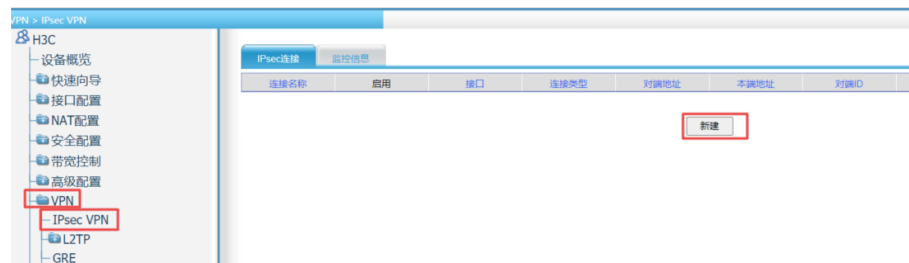 VPN > IPsec VPN
H3C
设备概览
快速向导
接口配置
NAT配置
安全配置
带宽控制
高级配置
VPN
IPsec VPN
L2TP
GRE
IPsec连接 监控信息
连接名称 启用 接口 连接类型 对端地址 本端地址 对端ID
新建